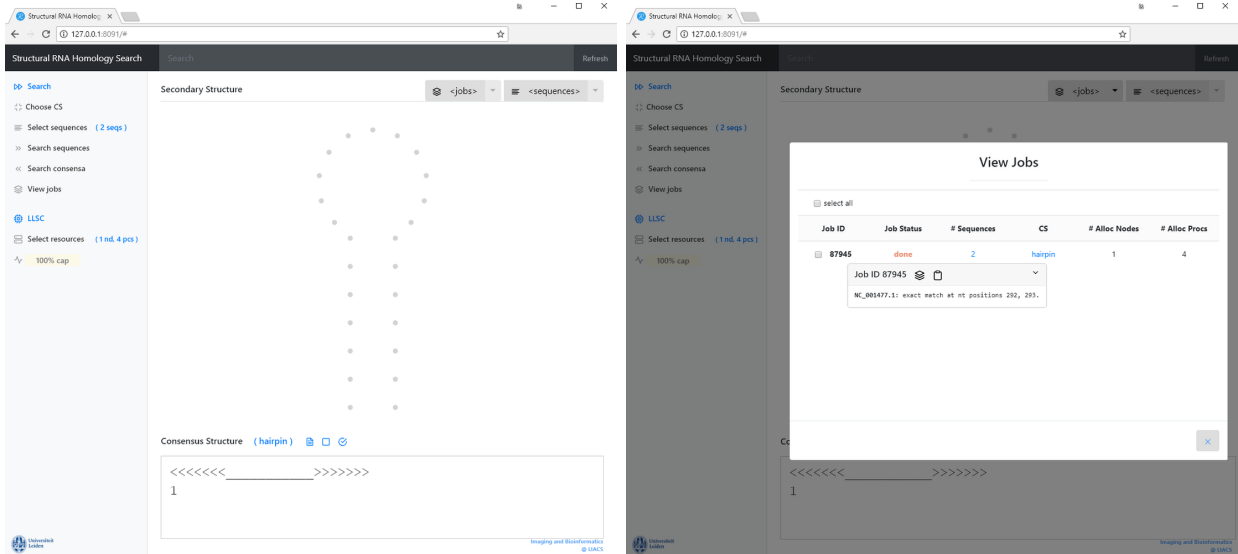 Structural RNA Homolog
127.0.0.1:8091/#
Structural RNA Homology Search
Search
Refresh
Search
Choose CS
Select sequences ( 2 seqs )
Search sequences
Search consensa
View jobs
LLSC
Select resources ( 1 nd, 4 pcs )
100% cap
Secondary Structure
<jobs>
<sequences>
Consensus Structure ( hairpin )
<<<<<<<___________>>>>>>>
1
Universiteit
Leiden
Imaging and Bioinformatics
@ LIACS
Structural RNA Homolog
127.0.0.1:8091/#
Structural RNA Homology Search
Search
Refresh
Search
Choose CS
Select sequences ( 2 seqs )
Search sequences
Search consensa
View jobs
LLSC
Select resources ( 1 nd, 4 pcs )
100% cap
Secondary Structure
<jobs>
<sequences>
View Jobs
select all
Job ID Job Status # Sequences CS # Alloc Nodes # Alloc Procs
87945 done 2 hairpin 1 4
Job ID 87945
NC_001477.1: exact match at nt positions 292, 293.
Co
<<<<<<<___________>>>>>>>
1
Universiteit
Leiden
Imaging and Bioinformatics
@ LIACS